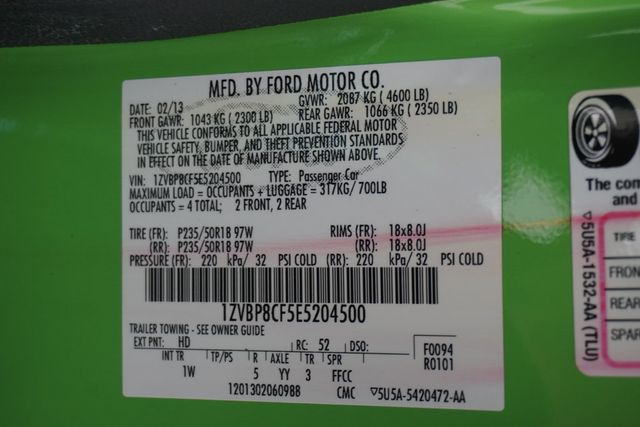 MFD. BY FORD MOTOR CO.
DATE: 02/13 GVWR: 2087 KG ( 4600 LB)
FRONT GAWR: 1043 KG ( 2300 LB) REAR GAWR: 1066 KG ( 2350 LB)
THIS VEHICLE CONFORMS TO ALL APPLICABLE FEDERAL MOTOR
VEHICLE SAFETY, BUMPER, AND THEFT PREVENTION STANDARDS
IN EFFECT ON THE DATE OF MANUFACTURE SHOWN ABOVE.
VIN: 1ZVBP8CF5E5204500 TYPE: Passenger Car
MAXIMUM LOAD = OCCUPANTS + LUGGAGE = 317KG/ 700LB
OCCUPANTS = 4 TOTAL; 2 FRONT, 2 REAR
TIRE (FR): P235/50R18 97W RIMS (FR): 18x8.0J
(RR): P235/50R18 97W (RR): 18x8.0J
PRESSURE (FR): 220 kPa/ 32 PSI COLD (RR): 220 kPa/ 32 PSI COLD
1ZVBP8CF5E5204500
TRAILER TOWING - SEE OWNER GUIDE
EXT PNT: HD RC: 52 DSO: F0094
INT TR TP/PS R AXLE TR SPR R0101
1W 5 YY 3 FFCC
1201302060988 CMC ▽5U5A-5420472-AA
The com
and
▽5U5A-1532-AA (TLU)
TIRE
FRON
REAR
SPAR